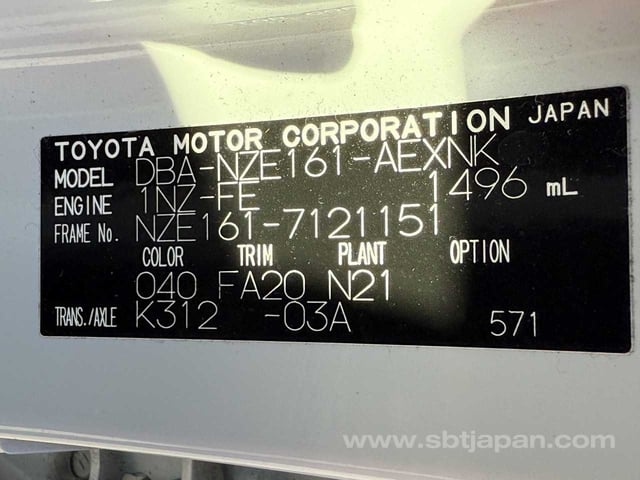 TOYOTA MOTOR CORPORATION JAPAN
MODEL DBA-NZE161-AEXNK
ENGINE 1NZ-FE 1496 mL
FRAME No. NZE161-7121151
COLOR TRIM PLANT OPTION
040 FA20 N21
TRANS./AXLE K312 -03A 571
www.sbtjapan.com